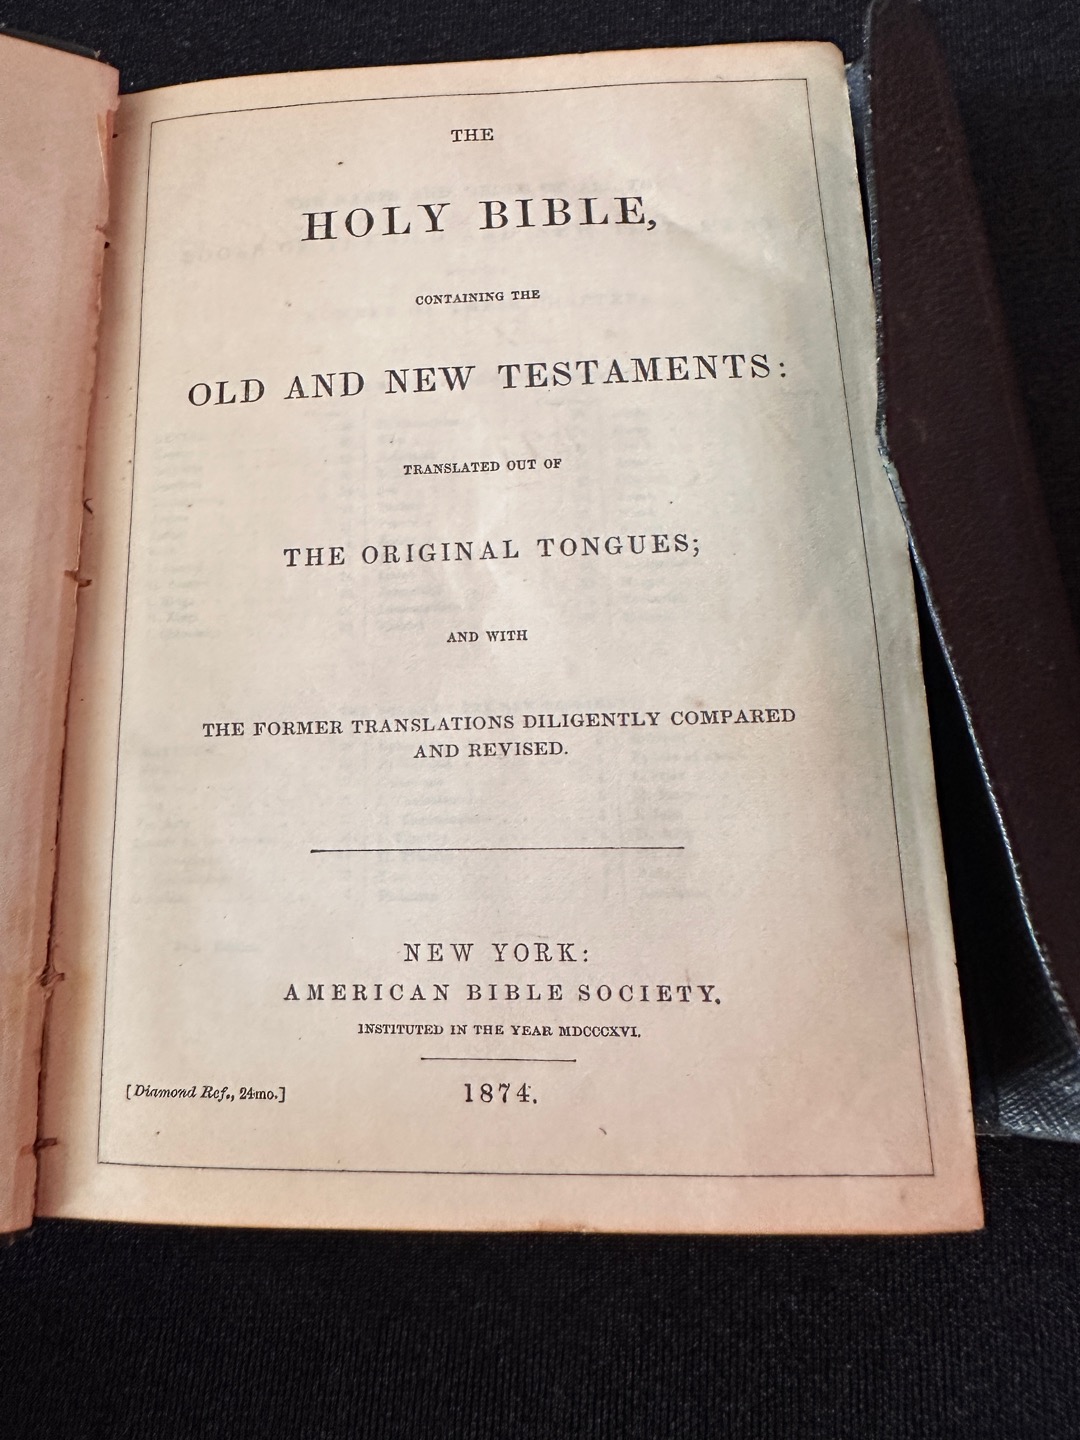 THE
HOLY BIBLE,
CONTAINING THE
OLD AND NEW TESTAMENTS:
TRANSLATED OUT OF
THE ORIGINAL TONGUES;
AND WITH
THE FORMER TRANSLATIONS DILIGENTLY COMPARED
AND REVISED.
NEW YORK:
AMERICAN BIBLE SOCIETY,
INSTITUTED IN THE YEAR MDCCCXVI.
[Diamond Ref., 24mo.] 1874.